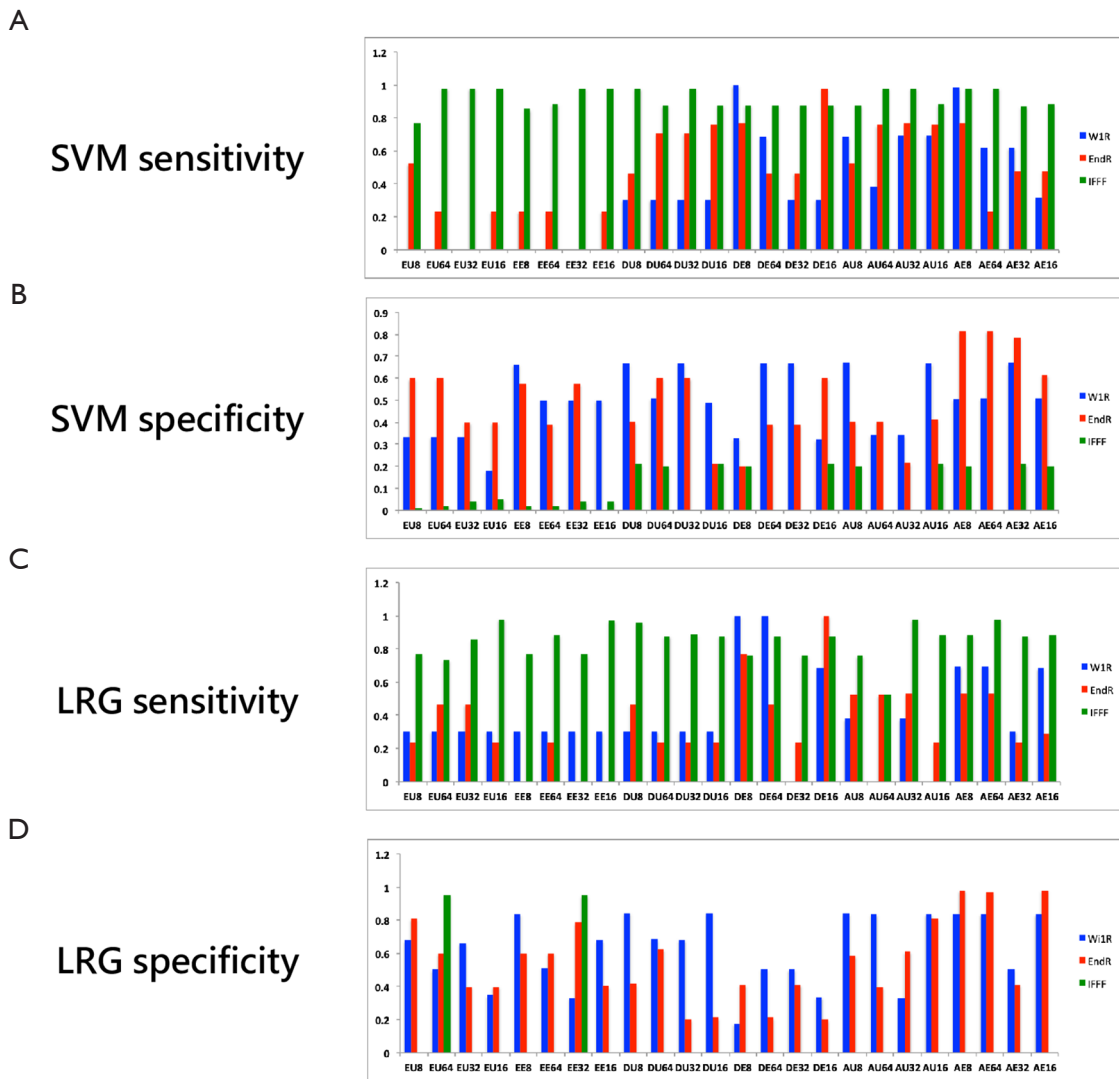 A
SVM sensitivity
1.2
1
0.8
0.6
0.4
0.2
0
EU8 EU64 EU32 EU16 EE8 EE64 EE32 EE16 DU8 DU64 DU32 DU16 DE8 DE64 DE32 DE16 AU8 AU64 AU32 AU16 AE8 AE64 AE32 AE16
W1R
EndR
IFFF
B
SVM specificity
0.9
0.8
0.7
0.6
0.5
0.4
0.3
0.2
0.1
0
EU8 EU64 EU32 EU16 EE8 EE64 EE32 EE16 DU8 DU64 DU32 DU16 DE8 DE64 DE32 DE16 AU8 AU64 AU32 AU16 AE8 AE64 AE32 AE16
W1R
EndR
IFFF
C
LRG sensitivity
1.2
1
0.8
0.6
0.4
0.2
0
EU8 EU64 EU32 EU16 EE8 EE64 EE32 EE16 DU8 DU64 DU32 DU16 DE8 DE64 DE32 DE16 AU8 AU64 AU32 AU16 AE8 AE64 AE32 AE16
W1R
EndR
IFFF
D
LRG specificity
1.2
1
0.8
0.6
0.4
0.2
0
EU8 EU64 EU32 EU16 EE8 EE64 EE32 EE16 DU8 DU64 DU32 DU16 DE8 DE64 DE32 DE16 AU8 AU64 AU32 AU16 AE8 AE64 AE32 AE16
Wi1R
EndR
IFFF